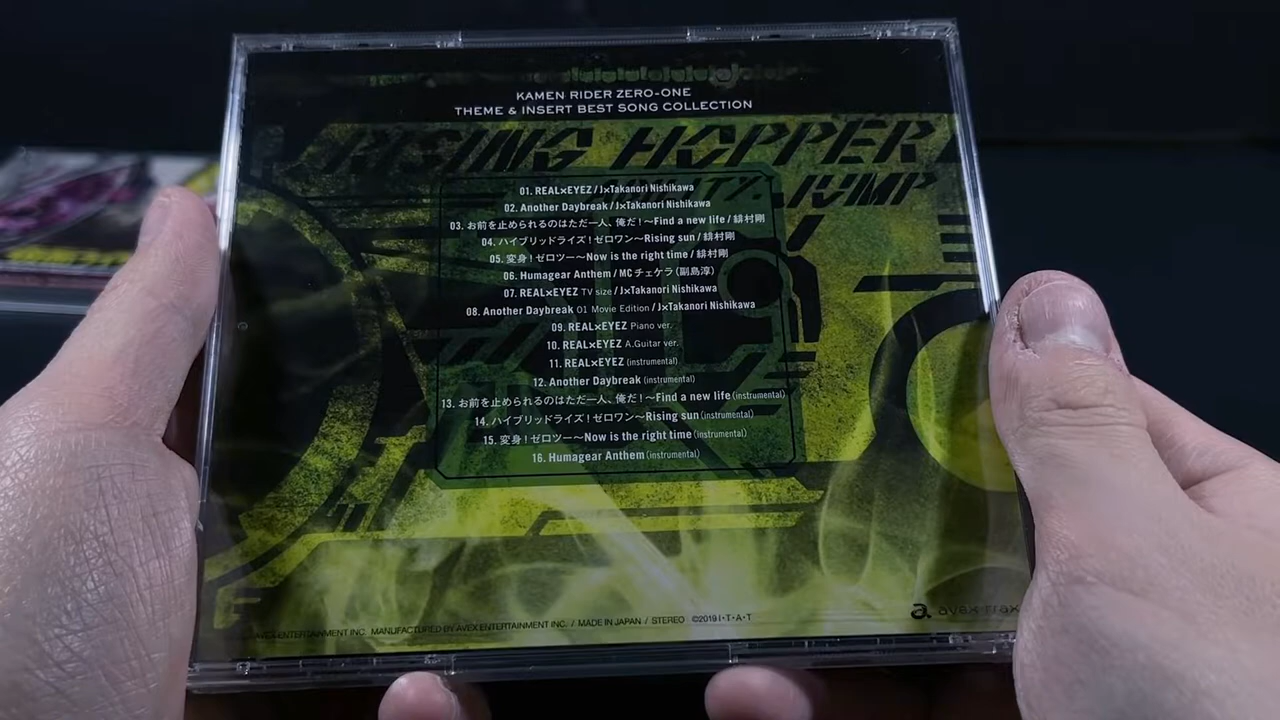 KAMEN RIDER ZERO-ONE
THEME & INSERT BEST SONG COLLECTION
RISING HOPPER
JUMP
01. REAL×EYEZ / J×Takanori Nishikawa
02. Another Daybreak / J×Takanori Nishikawa
03. お前を止められるのはただ一人、俺だ!〜Find a new life / 緋村剛
04. ハイブリッドライズ!ゼロワン〜Rising sun / 緋村剛
05. 変身!ゼロツー〜Now is the right time / 緋村剛
06. Humagear Anthem / MC チェケラ(副島淳)
07. REAL×EYEZ TV size / J×Takanori Nishikawa
08. Another Daybreak 01 Movie Edition / J×Takanori Nishikawa
09. REAL×EYEZ Piano ver.
10. REAL×EYEZ A.Guitar ver.
11. REAL×EYEZ (instrumental)
12. Another Daybreak (instrumental)
13. お前を止められるのはただ一人、俺だ!〜Find a new life (instrumental)
14. ハイブリッドライズ!ゼロワン〜Rising sun (instrumental)
15. 変身!ゼロツー〜Now is the right time (instrumental)
16. Humagear Anthem (instrumental)
avex trax
AVEX ENTERTAINMENT INC. MANUFACTURED BY AVEX ENTERTAINMENT INC. / MADE IN JAPAN / STEREO ©2019 I・T・A・T